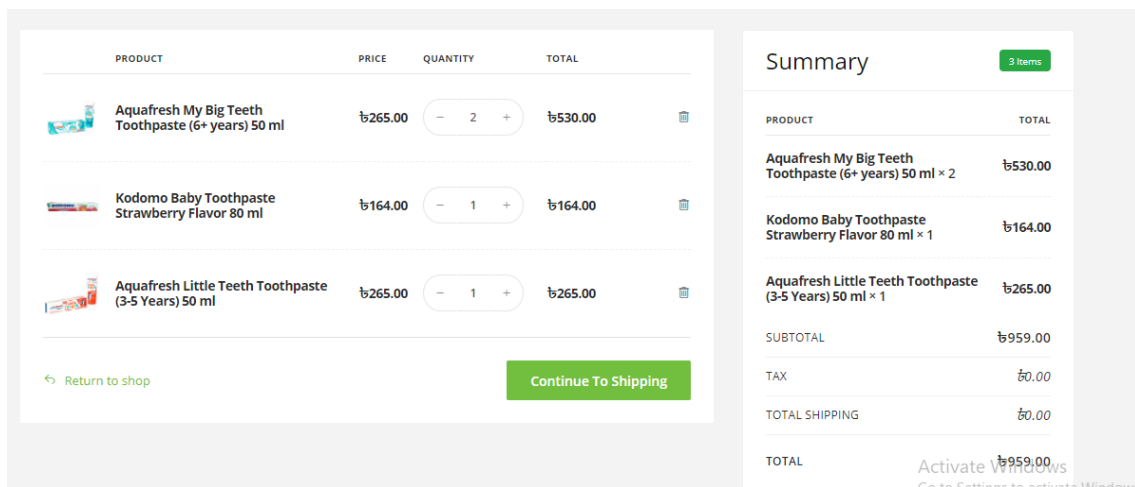 PRODUCT PRICE QUANTITY TOTAL
Aquafresh My Big Teeth
Toothpaste (6+ years) 50 ml
৳265.00 − 2 + ৳530.00
Kodomo Baby Toothpaste
Strawberry Flavor 80 ml
৳164.00 − 1 + ৳164.00
Aquafresh Little Teeth Toothpaste
(3-5 Years) 50 ml
৳265.00 − 1 + ৳265.00
Return to shop
Continue To Shipping
Summary
3 Items
PRODUCT TOTAL
Aquafresh My Big Teeth
Toothpaste (6+ years) 50 ml × 2
৳530.00
Kodomo Baby Toothpaste
Strawberry Flavor 80 ml × 1
৳164.00
Aquafresh Little Teeth Toothpaste
(3-5 Years) 50 ml × 1
৳265.00
SUBTOTAL ৳959.00
TAX ৳0.00
TOTAL SHIPPING ৳0.00
TOTAL ৳959.00
Activate Windows